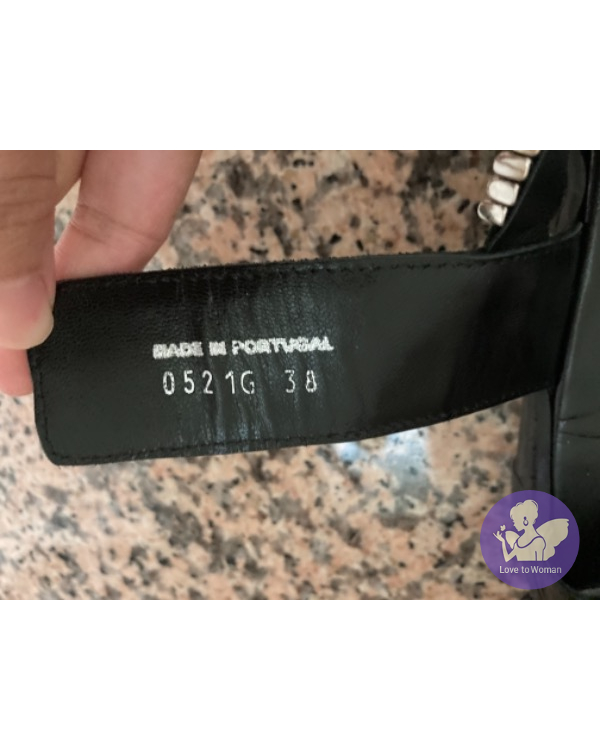 MADE IN PORTUGAL
0521G 38
Love to Woman